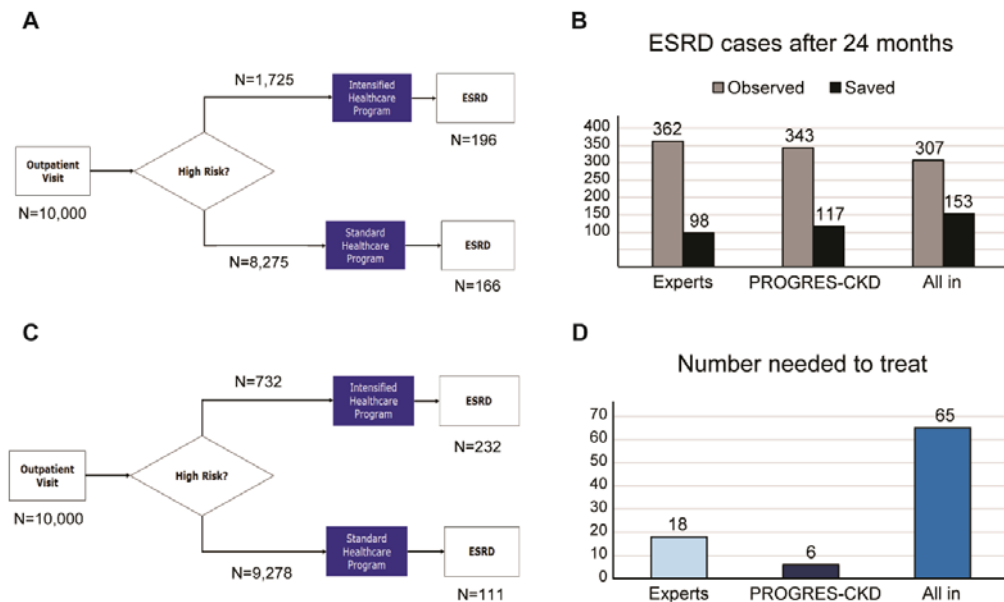 A
N=1,725
Intensified
Healthcare
Program
ESRD
N=196
Outpatient
Visit
N=10,000
High Risk?
N=8,275
Standard
Healthcare
Program
ESRD
N=166
B
ESRD cases after 24 months
Observed Saved
400
350
300
250
200
150
100
362
98
343
117
307
153
Experts PROGRES-CKD All in
C
N=732
Intensified
Healthcare
Program
ESRD
N=232
Outpatient
Visit
N=10,000
High Risk?
N=9,278
Standard
Healthcare
Program
ESRD
N=111
D
Number needed to treat
70
60
50
40
30
20
10
0
18
6
65
Experts PROGRES-CKD All in